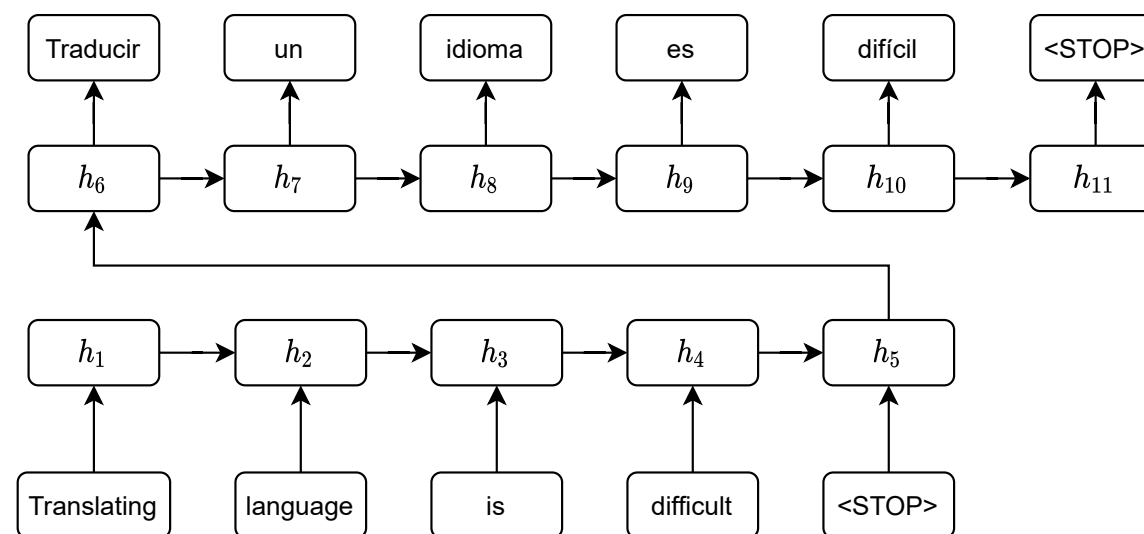 Traducir un idioma es difícil <STOP>
h₆ h₇ h₈ h₉ h₁₀ h₁₁
h₁ h₂ h₃ h₄ h₅
Translating language is difficult <STOP>